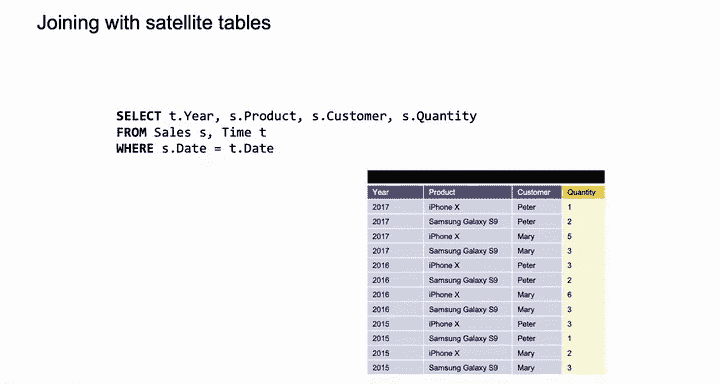 Joining with satellite tables
SELECT t.Year, s.Product, s.Customer, s.Quantity
FROM Sales s, Time t
WHERE s.Date = t.Date
Year Product Customer Quantity
2017 iPhone X Peter 1
2017 Samsung Galaxy S9 Peter 2
2017 iPhone X Mary 5
2017 Samsung Galaxy S9 Mary 3
2016 iPhone X Peter 3
2016 Samsung Galaxy S9 Peter 2
2016 iPhone X Mary 6
2016 Samsung Galaxy S9 Mary 3
2015 iPhone X Peter 3
2015 Samsung Galaxy S9 Peter 1
2015 iPhone X Mary 2
2015 Samsung Galaxy S9 Mary 3